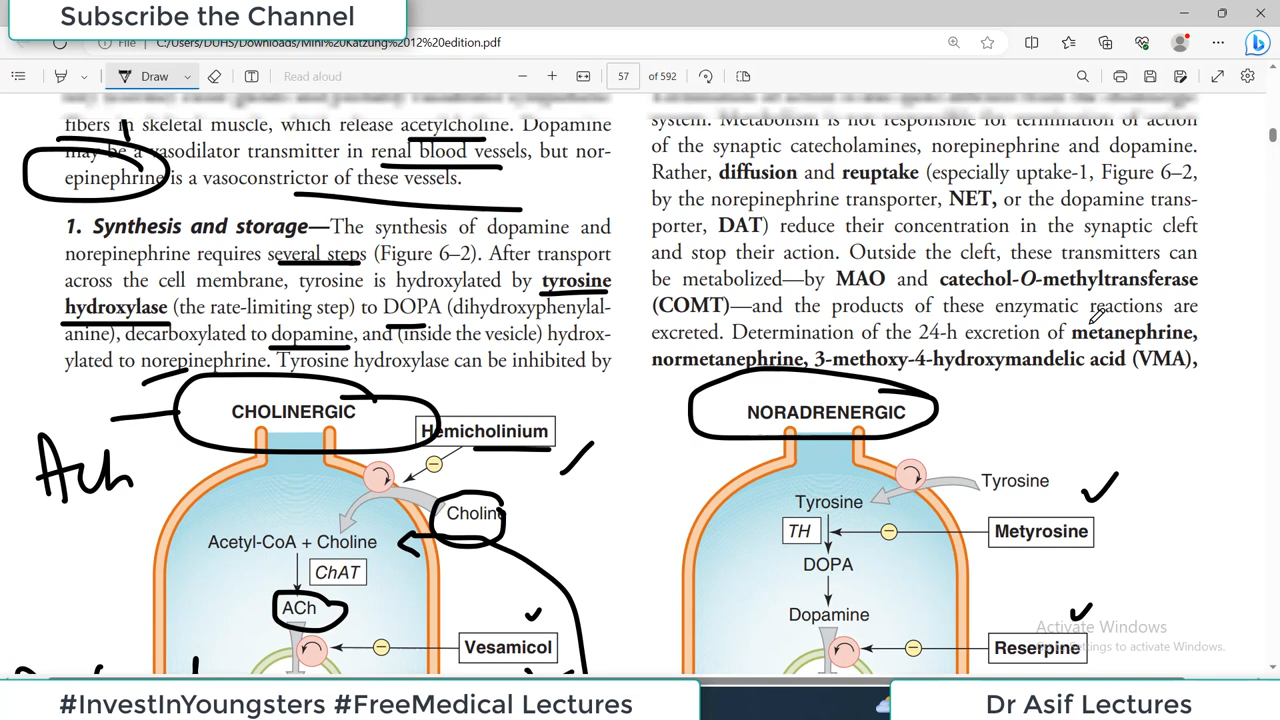 Subscribe the Channel
File
C:/Users/DUHS/Downloads/Mini%20Katzung%2012%20edition.pdf
Draw
Read aloud
57
of 592
fibers in skeletal muscle, which release acetylcholine. Dopamine
may be a vasodilator transmitter in renal blood vessels, but nor-
epinephrine is a vasoconstrictor of these vessels.
1. Synthesis and storage—The synthesis of dopamine and
norepinephrine requires several steps (Figure 6–2). After transport
across the cell membrane, tyrosine is hydroxylated by tyrosine
hydroxylase (the rate-limiting step) to DOPA (dihydroxyphenylal-
anine), decarboxylated to dopamine, and (inside the vesicle) hydrox-
ylated to norepinephrine. Tyrosine hydroxylase can be inhibited by
system. Metabolism is not responsible for termination of action
of the synaptic catecholamines, norepinephrine and dopamine.
Rather, diffusion and reuptake (especially uptake-1, Figure 6–2,
by the norepinephrine transporter, NET, or the dopamine trans-
porter, DAT) reduce their concentration in the synaptic cleft
and stop their action. Outside the cleft, these transmitters can
be metabolized—by MAO and catechol-O-methyltransferase
(COMT)—and the products of these enzymatic reactions are
excreted. Determination of the 24-h excretion of metanephrine,
normetanephrine, 3-methoxy-4-hydroxymandelic acid (VMA),
CHOLINERGIC
Hemicholinium
Ach
Choline
Acetyl-CoA + Choline
ChAT
ACh
Vesamicol
NORADRENERGIC
Tyrosine
Tyrosine
TH
Metyrosine
DOPA
Dopamine
Reserpine
Activate Windows
Go to Settings to activate Windows.
#InvestInYoungsters #FreeMedical Lectures
Dr Asif Lectures